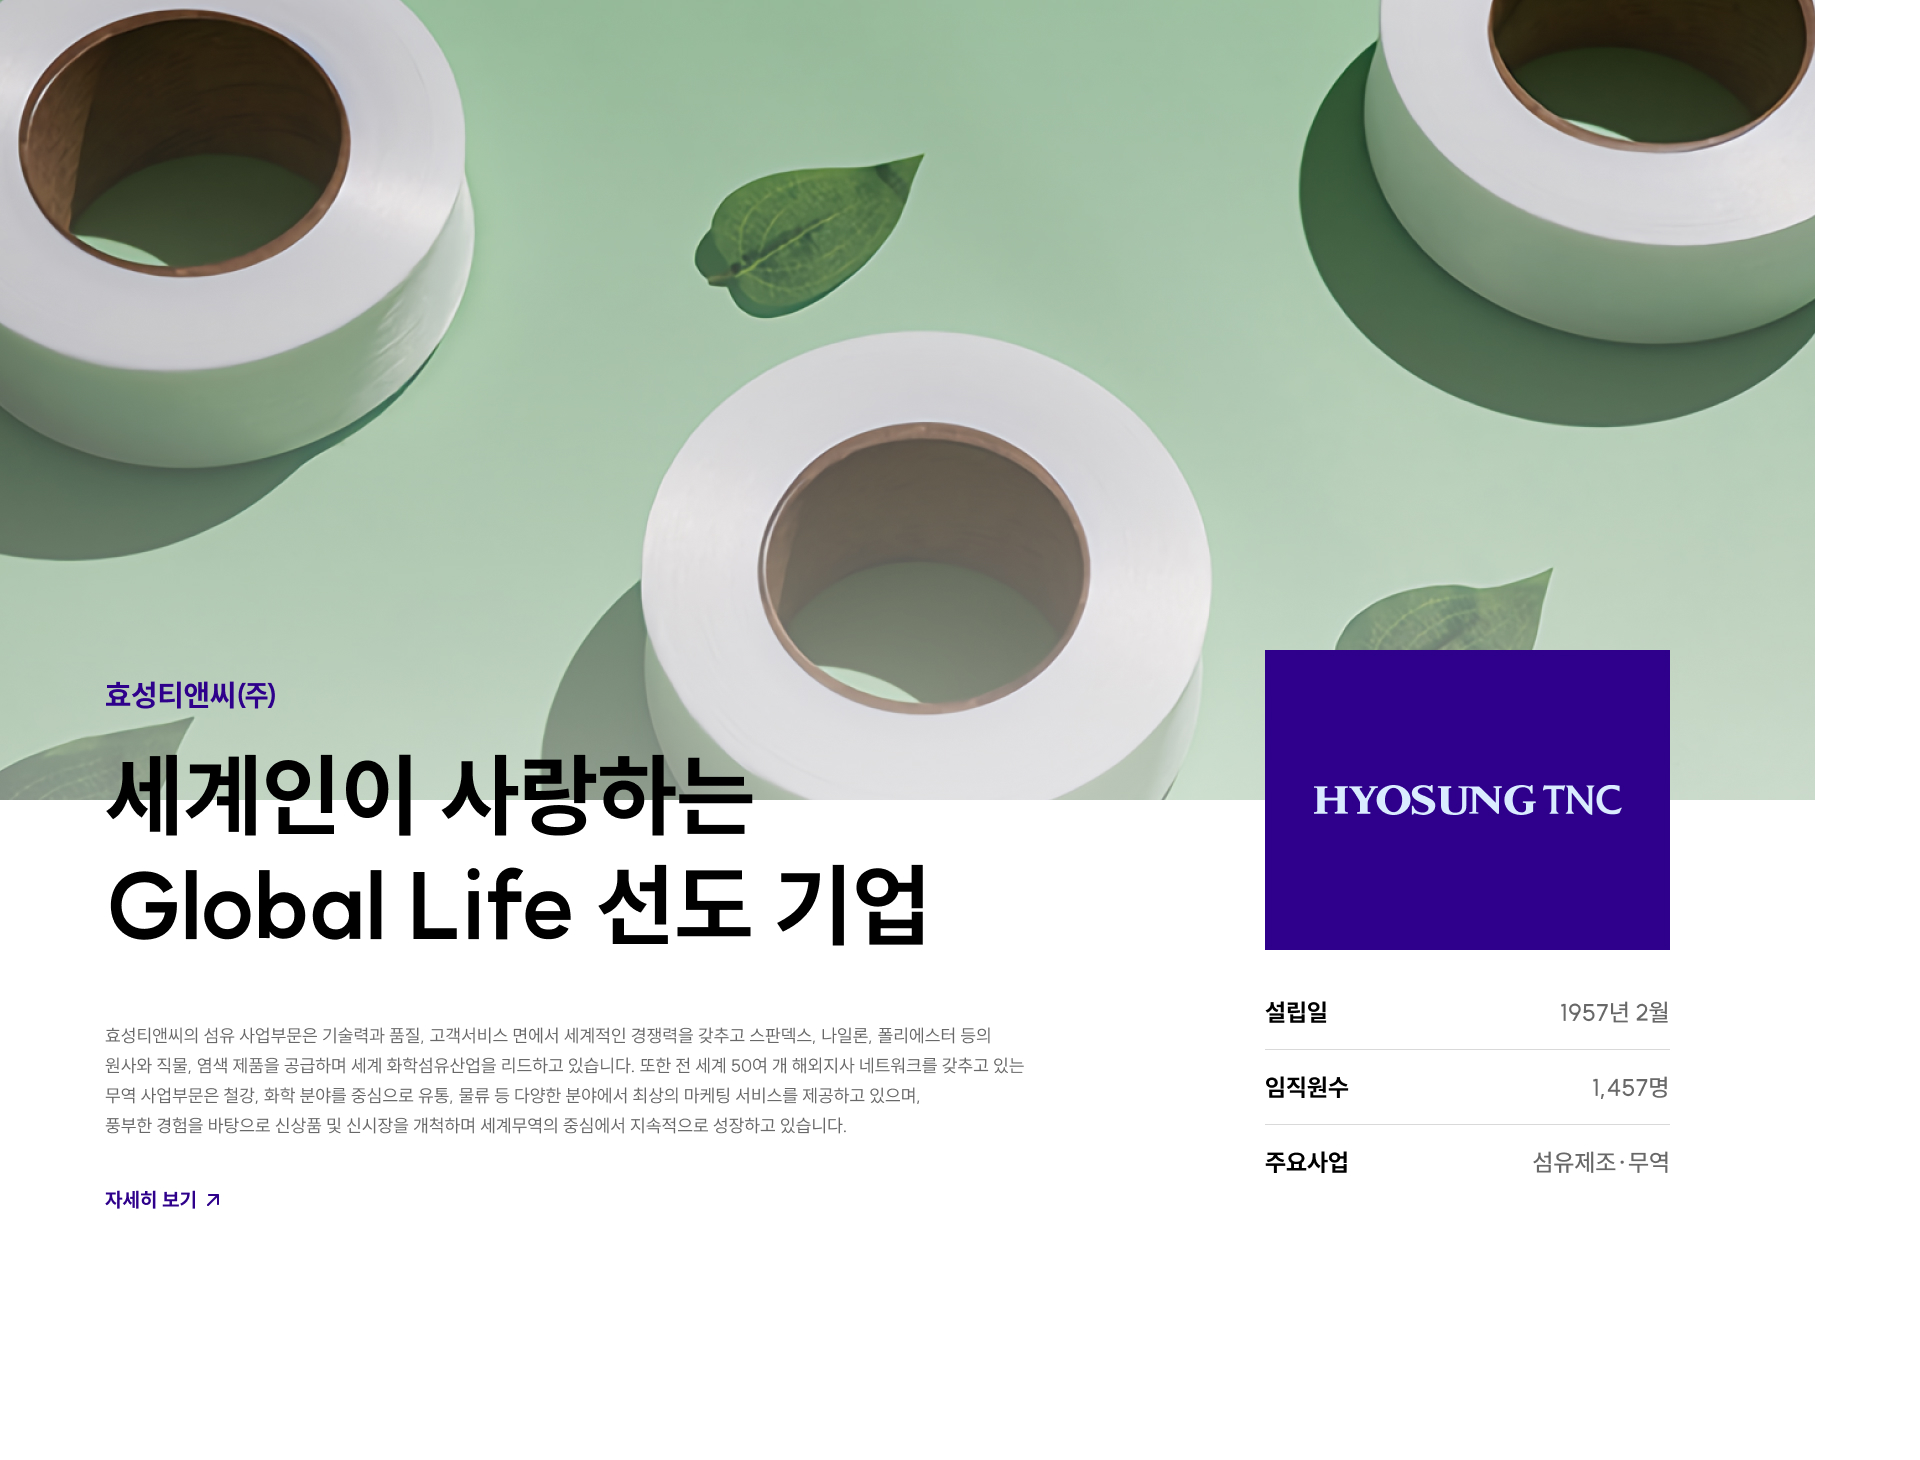 효성티앤씨(주)
세계인이 사랑하는
Global Life 선도 기업
효성티앤씨의 섬유 사업부문은 기술력과 품질, 고객서비스 면에서 세계적인 경쟁력을 갖추고 스판덱스, 나일론, 폴리에스터 등의
원사와 직물, 염색 제품을 공급하며 세계 화학섬유산업을 리드하고 있습니다. 또한 전 세계 50여 개 해외지사 네트워크를 갖추고 있는
무역 사업부문은 철강, 화학 분야를 중심으로 유통, 물류 등 다양한 분야에서 최상의 마케팅 서비스를 제공하고 있으며,
풍부한 경험을 바탕으로 신상품 및 신시장을 개척하며 세계무역의 중심에서 지속적으로 성장하고 있습니다.
자세히 보기
HYOSUNG TNC
설립일 1957년 2월
임직원수 1,457명
주요사업 섬유제조·무역